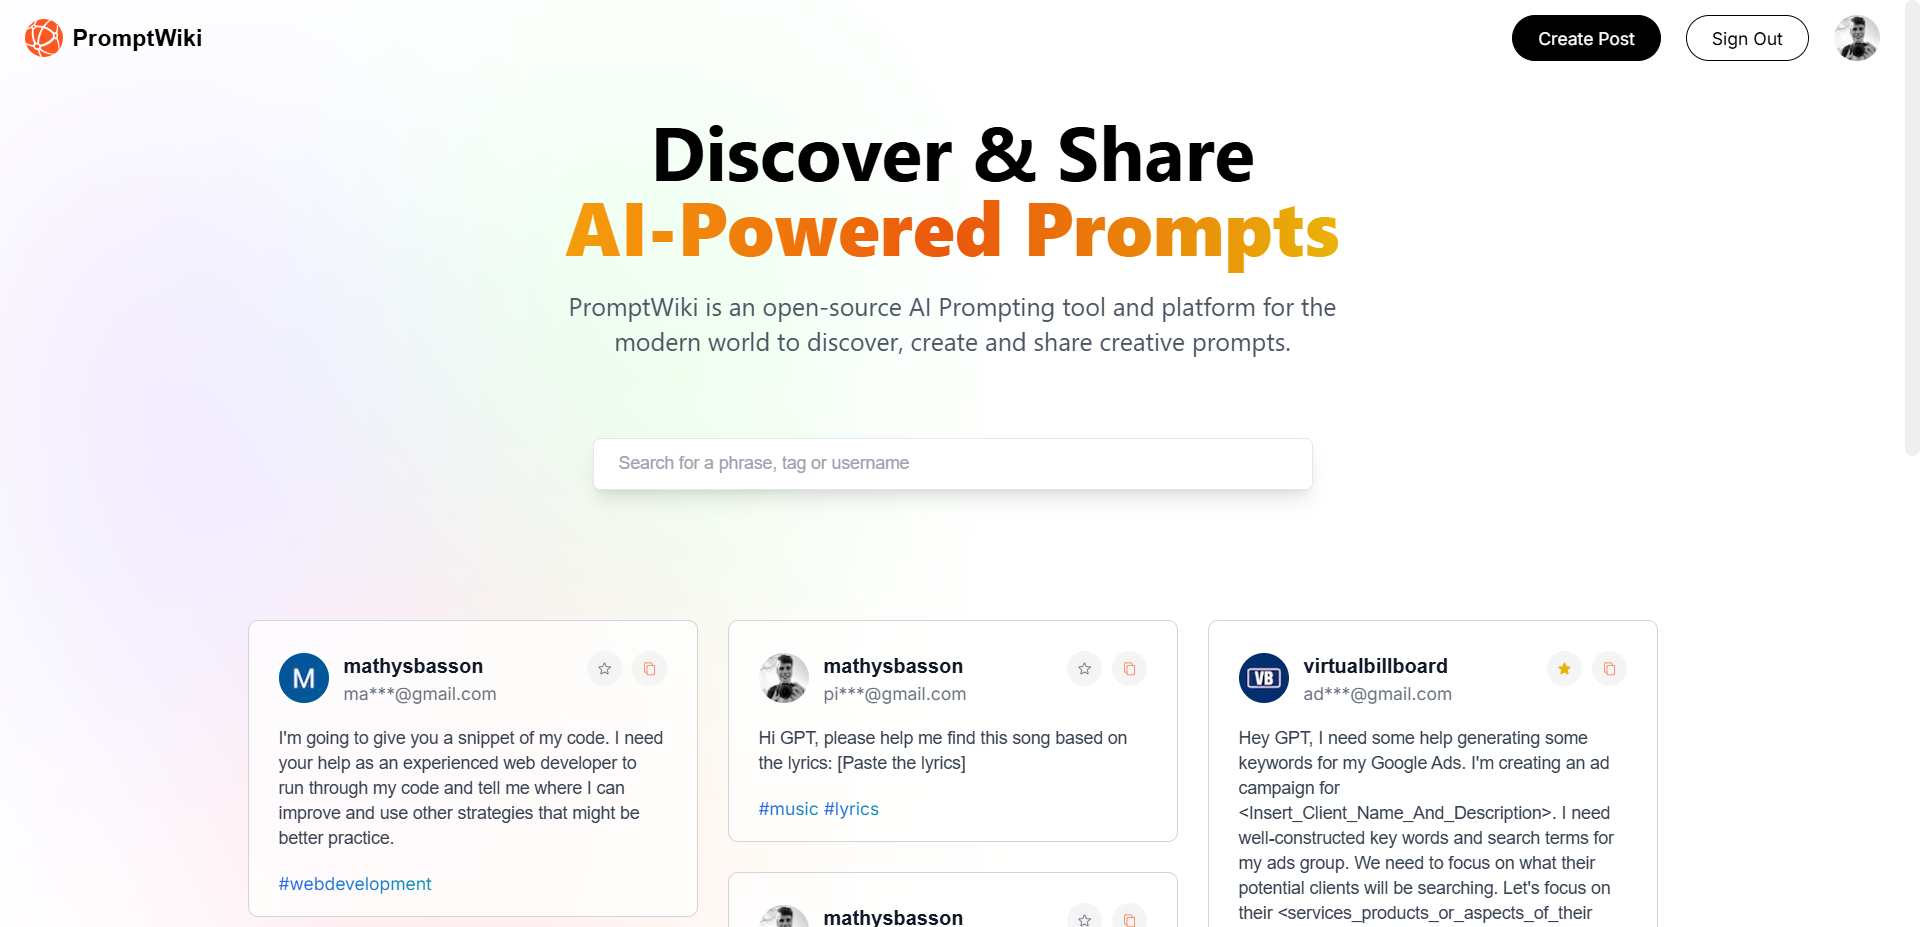 PromptWiki
Create Post
Sign Out
Discover & Share
AI-Powered Prompts
PromptWiki is an open-source AI Prompting tool and platform for the
modern world to discover, create and share creative prompts.
Search for a phrase, tag or username
M
mathysbasson
ma***@gmail.com
I'm going to give you a snippet of my code. I need
your help as an experienced web developer to
run through my code and tell me where I can
improve and use other strategies that might be
better practice.
#webdevelopment
mathysbasson
pi***@gmail.com
Hi GPT, please help me find this song based on
the lyrics: [Paste the lyrics]
#music #lyrics
mathysbasson
VB
virtualbillboard
ad***@gmail.com
Hey GPT, I need some help generating some
keywords for my Google Ads. I'm creating an ad
campaign for
<Insert_Client_Name_And_Description>. I need
well-constructed key words and search terms for
my ads group. We need to focus on what their
potential clients will be searching. Let's focus on
their <services_products_or_aspects_of_their